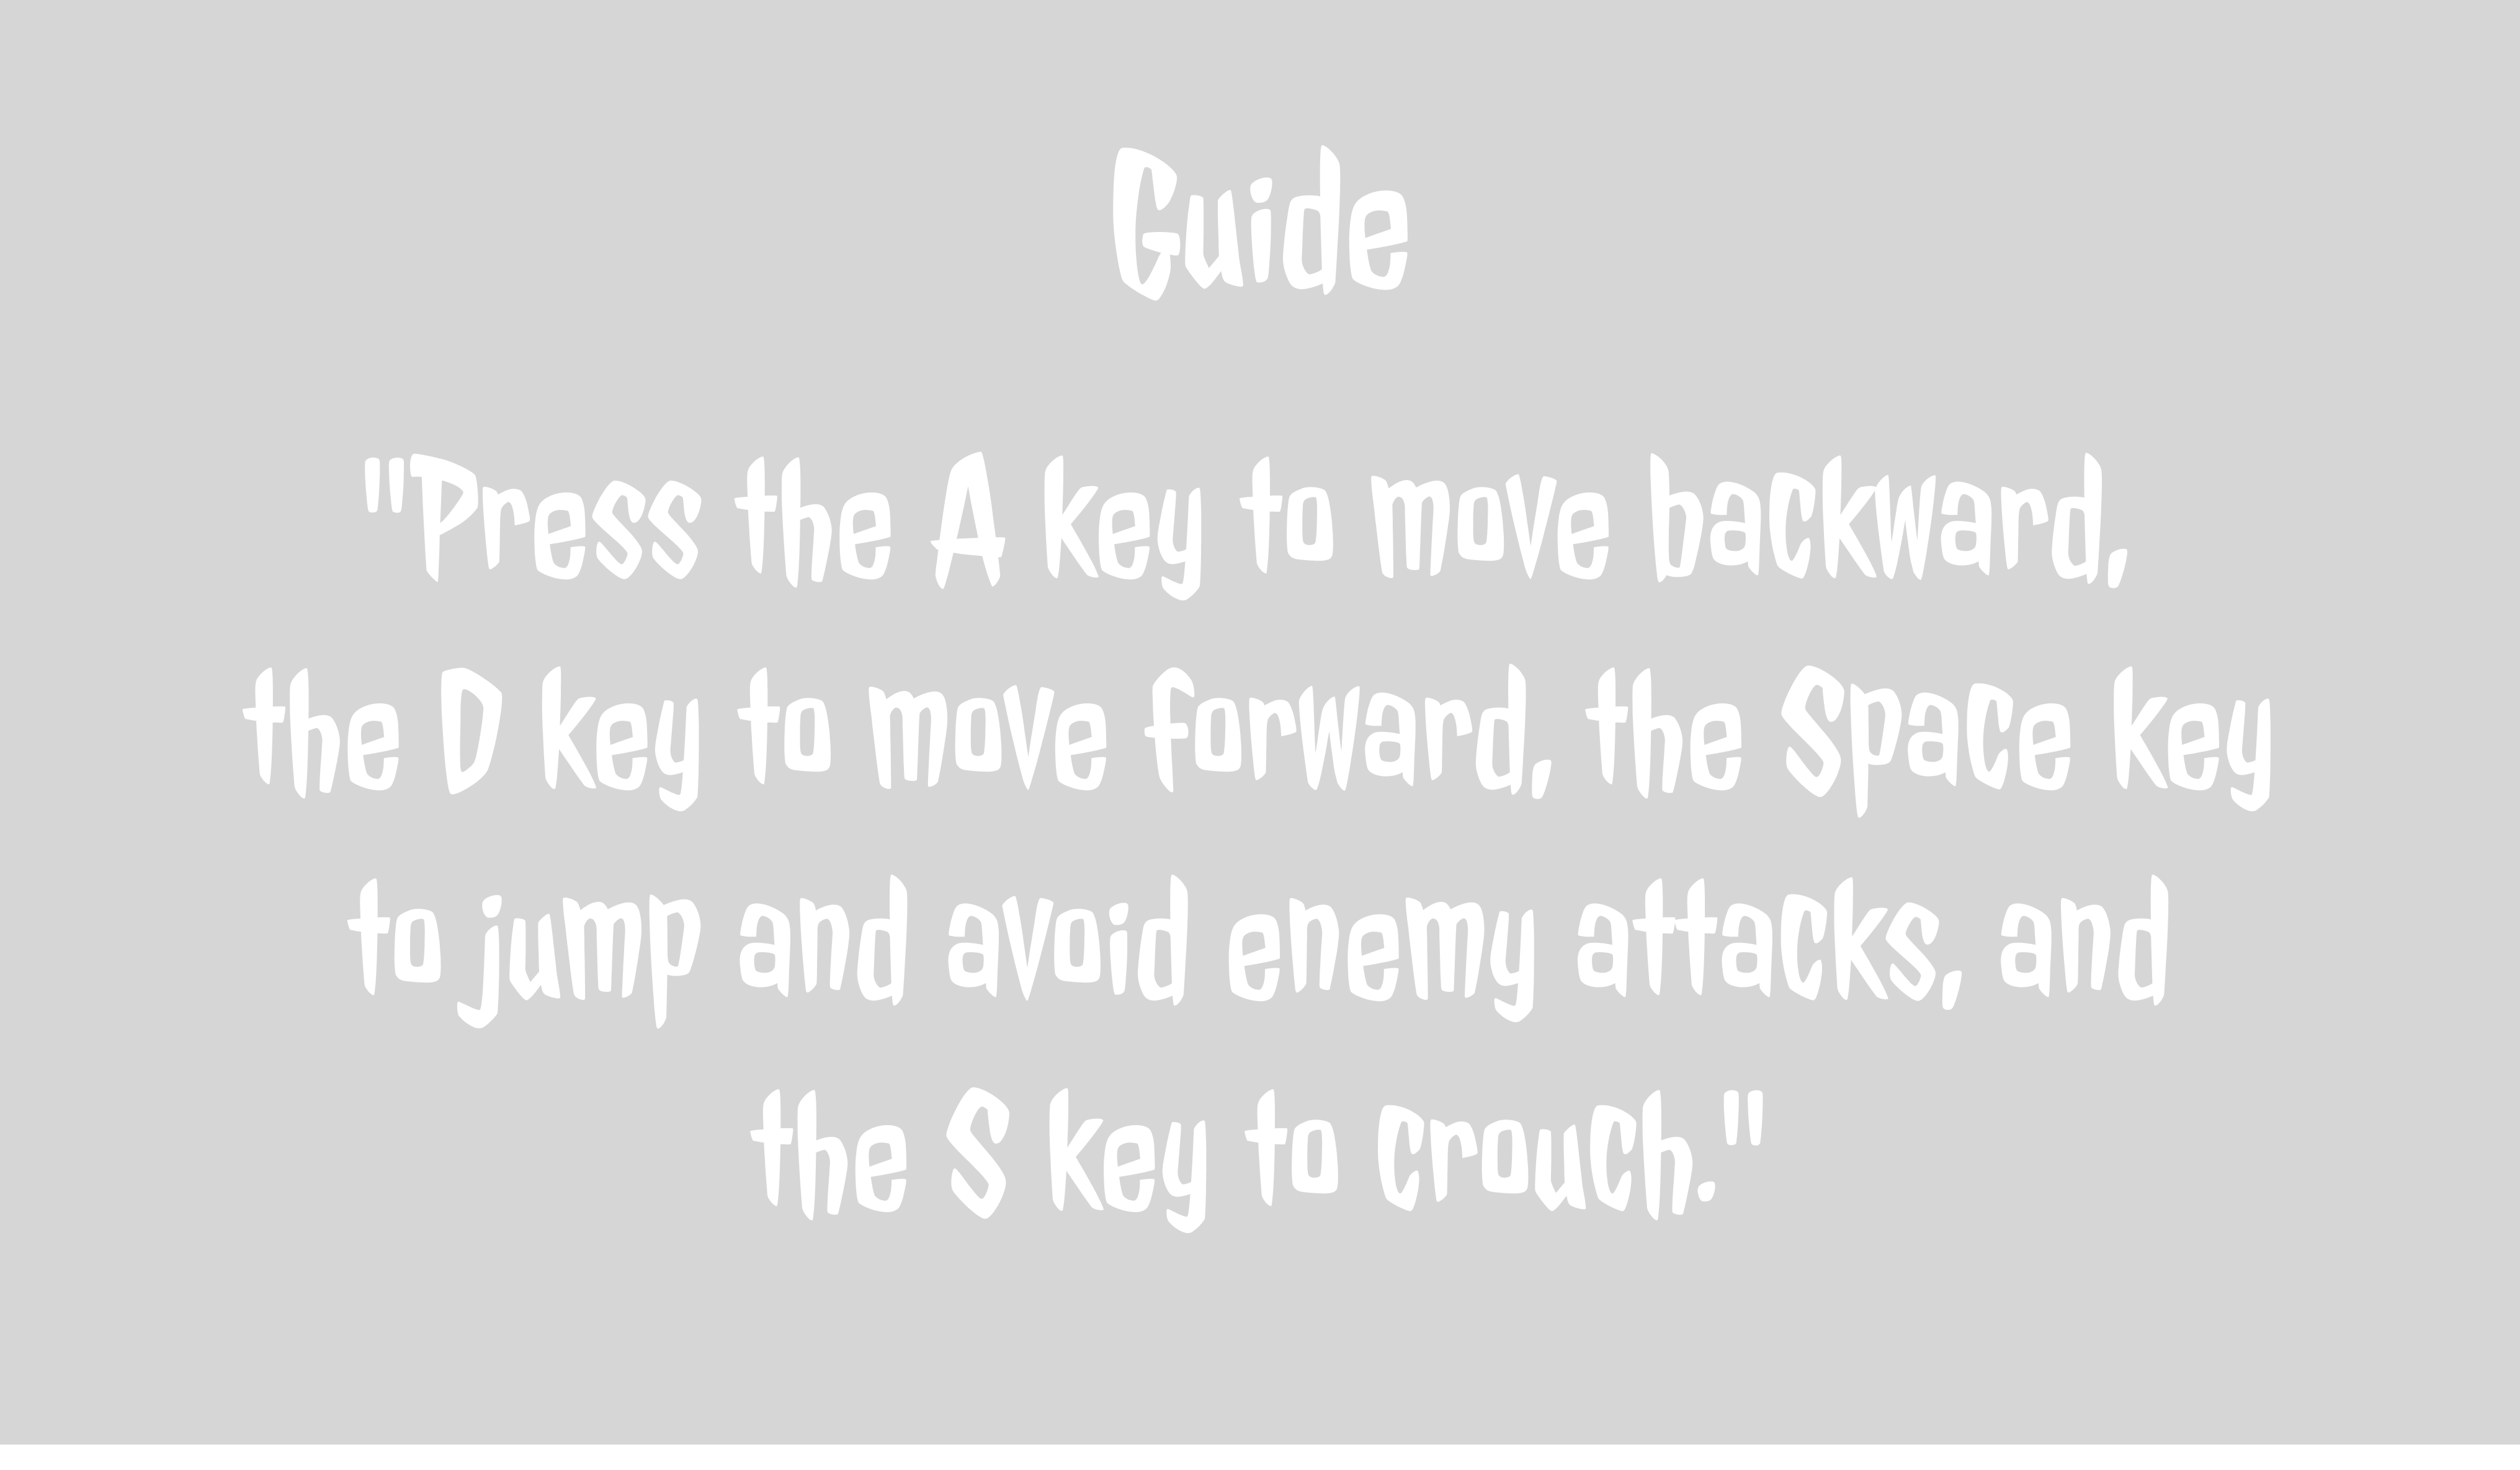 Guide
"Press the A key to move backward,
the D key to move forward, the Space key
to jump and avoid enemy attacks, and
the S key to crouch."